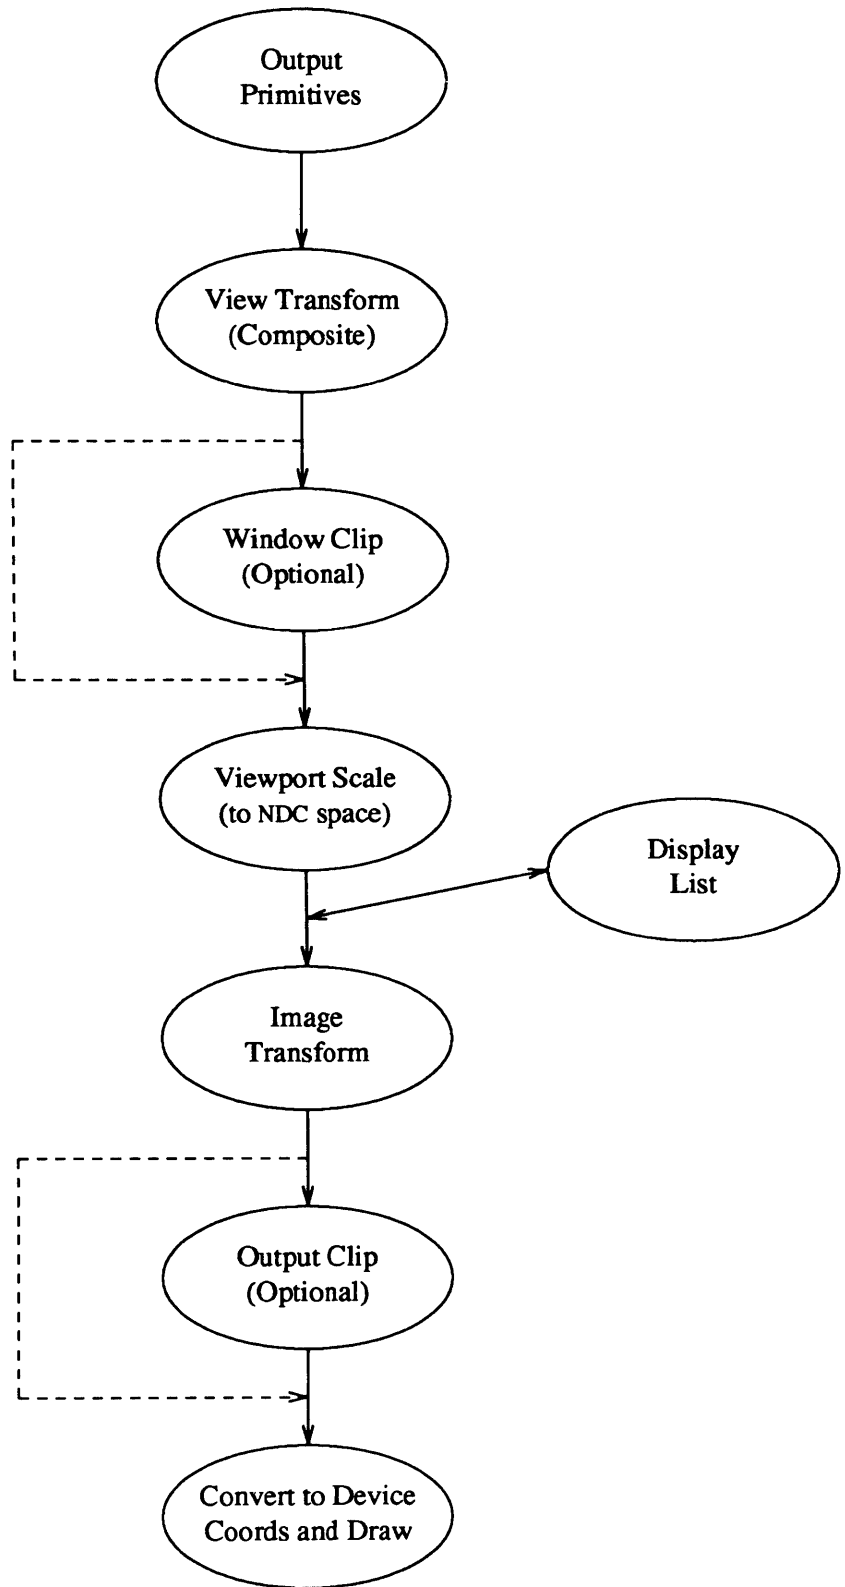 Output
Primitives
View Transform
(Composite)
Window Clip
(Optional)
Viewport Scale
(to NDC space)
Display
List
Image
Transform
Output Clip
(Optional)
Convert to Device
Coords and Draw